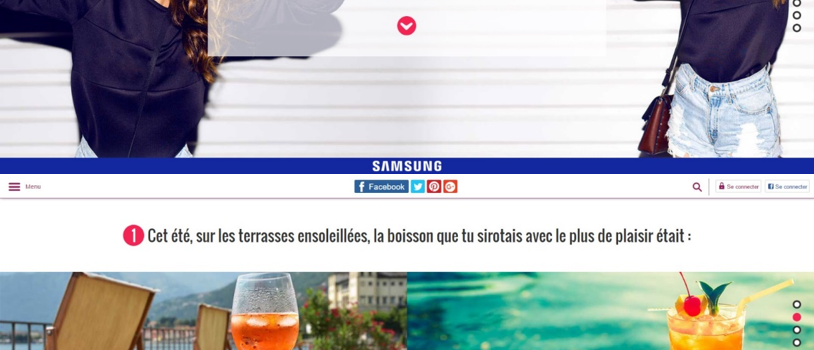 SAMSUNG
Menu
Facebook
Se connecter
Se connecter
1 Cet été, sur les terrasses ensoleillées, la boisson que tu sirotais avec le plus de plaisir était :